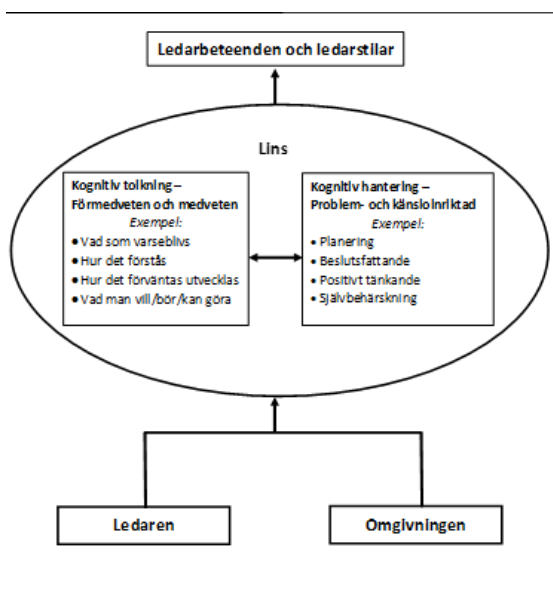 Ledarbeteenden och ledarstilar
Lins
Kognitiv tolkning –
Förmedveten och medveten
Exempel:
• Vad som varseblivs
• Hur det förstås
• Hur det förväntas utvecklas
• Vad man vill/bör/kan göra
Kognitiv hantering –
Problem- och känsloinriktad
Exempel:
• Planering
• Beslutsfattande
• Positivt tänkande
• Självbehärskning
Ledaren
Omgivningen